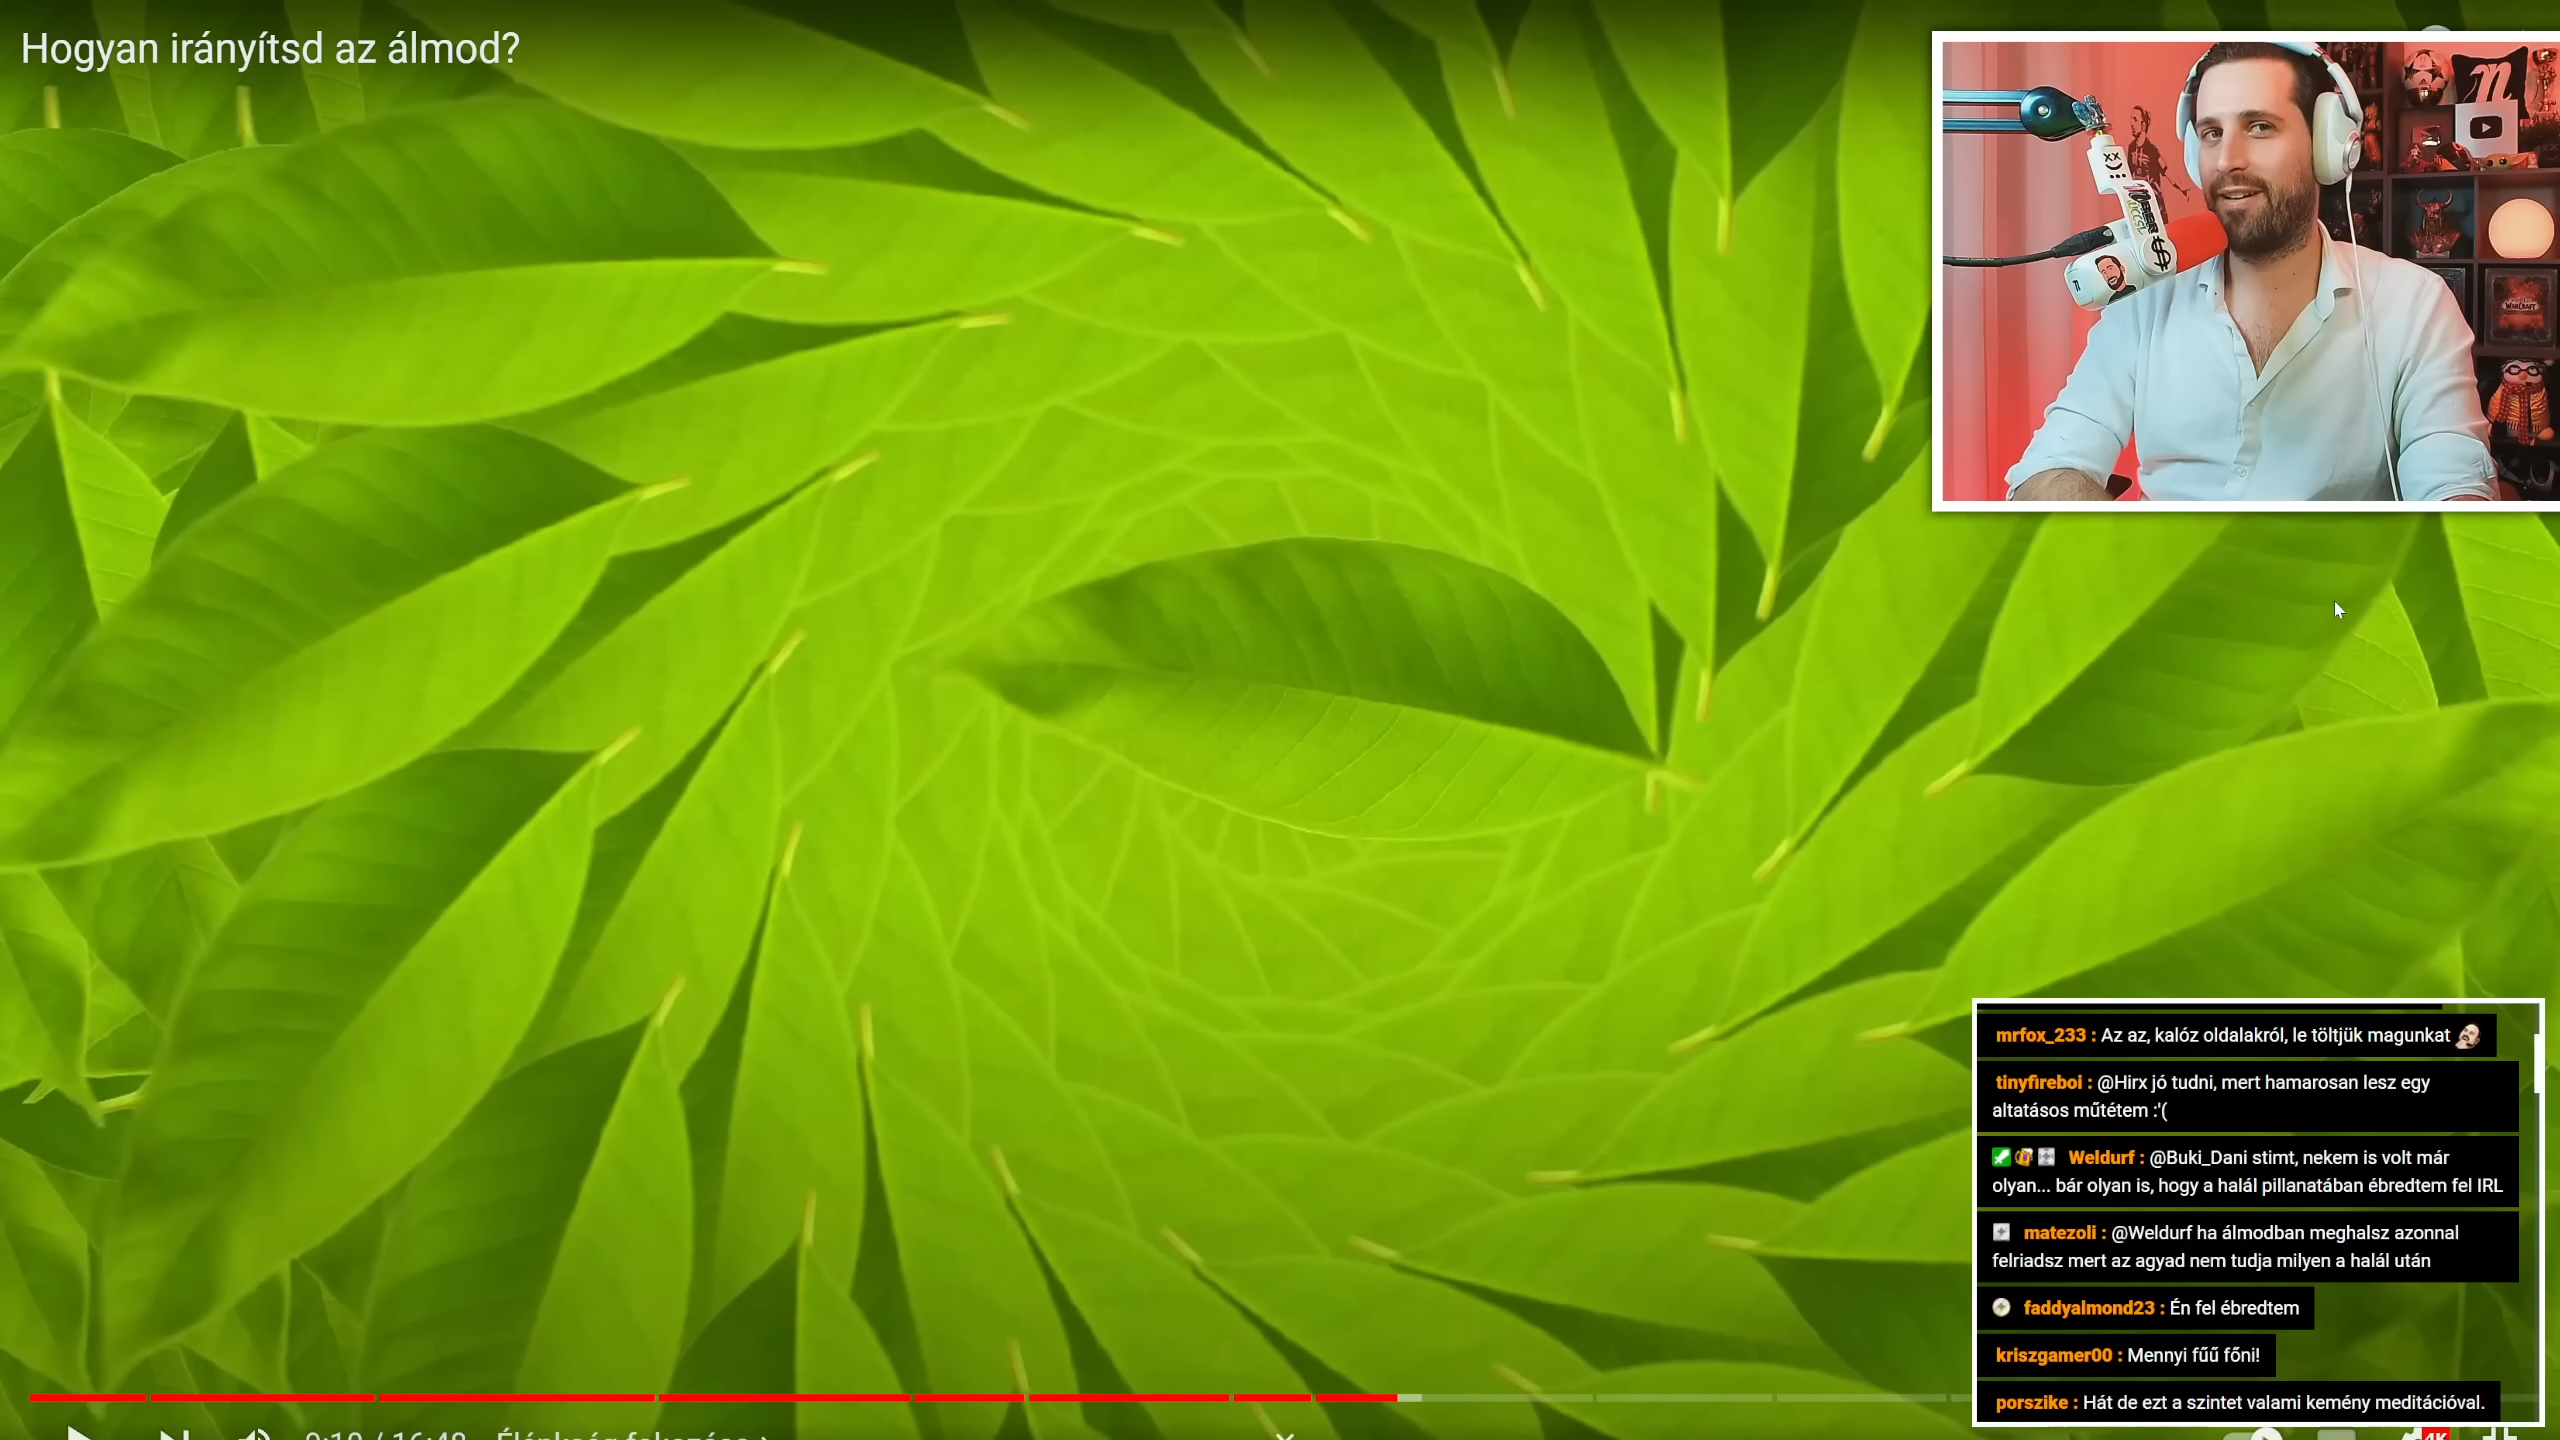 Hogyan irányítsd az álmod?
WARCRAFT
mrfox_233 : Az az, kalóz oldalakról, le töltjük magunkat
tinyfireboi : @Hirx jó tudni, mert hamarosan lesz egy
altatásos műtétem :'(
Weldurf : @Buki_Dani stimt, nekem is volt már
olyan... bár olyan is, hogy a halál pillanatában ébredtem fel IRL
matezoli : @Weldurf ha álmodban meghalsz azonnal
felriadsz mert az agyad nem tudja milyen a halál után
faddyalmond23 : Én fel ébredtem
kriszgamer00 : Mennyi fűű főni!
porszike : Hát de ezt a szintet valami kemény meditációval.
4K